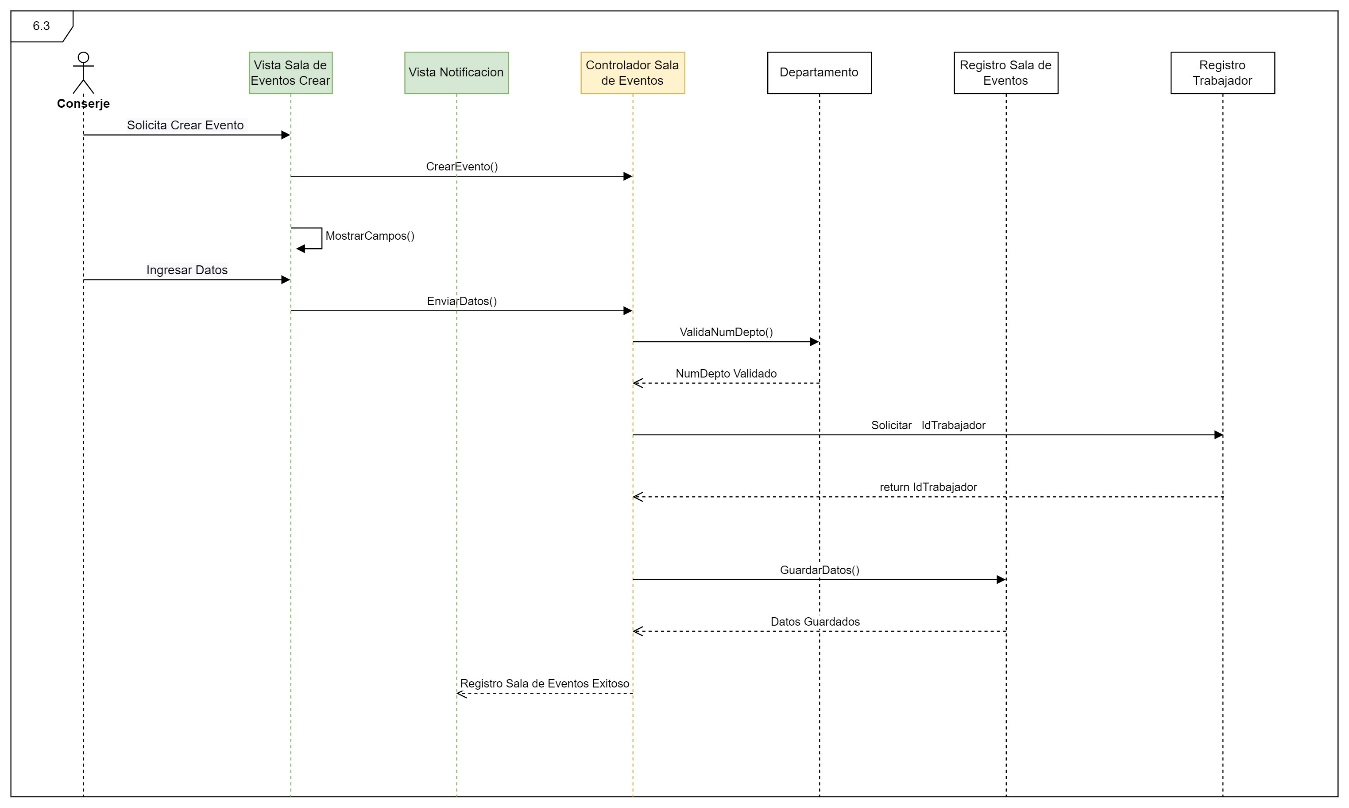 6.3
Conserje
Vista Sala de
Eventos Crear
Vista Notificacion
Controlador Sala
de Eventos
Departamento
Registro Sala de
Eventos
Registro
Trabajador
Solicita Crear Evento
CrearEvento()
MostrarCampos()
Ingresar Datos
EnviarDatos()
ValidaNumDepto()
NumDepto Validado
Solicitar IdTrabajador
return IdTrabajador
GuardarDatos()
Datos Guardados
Registro Sala de Eventos Exitoso